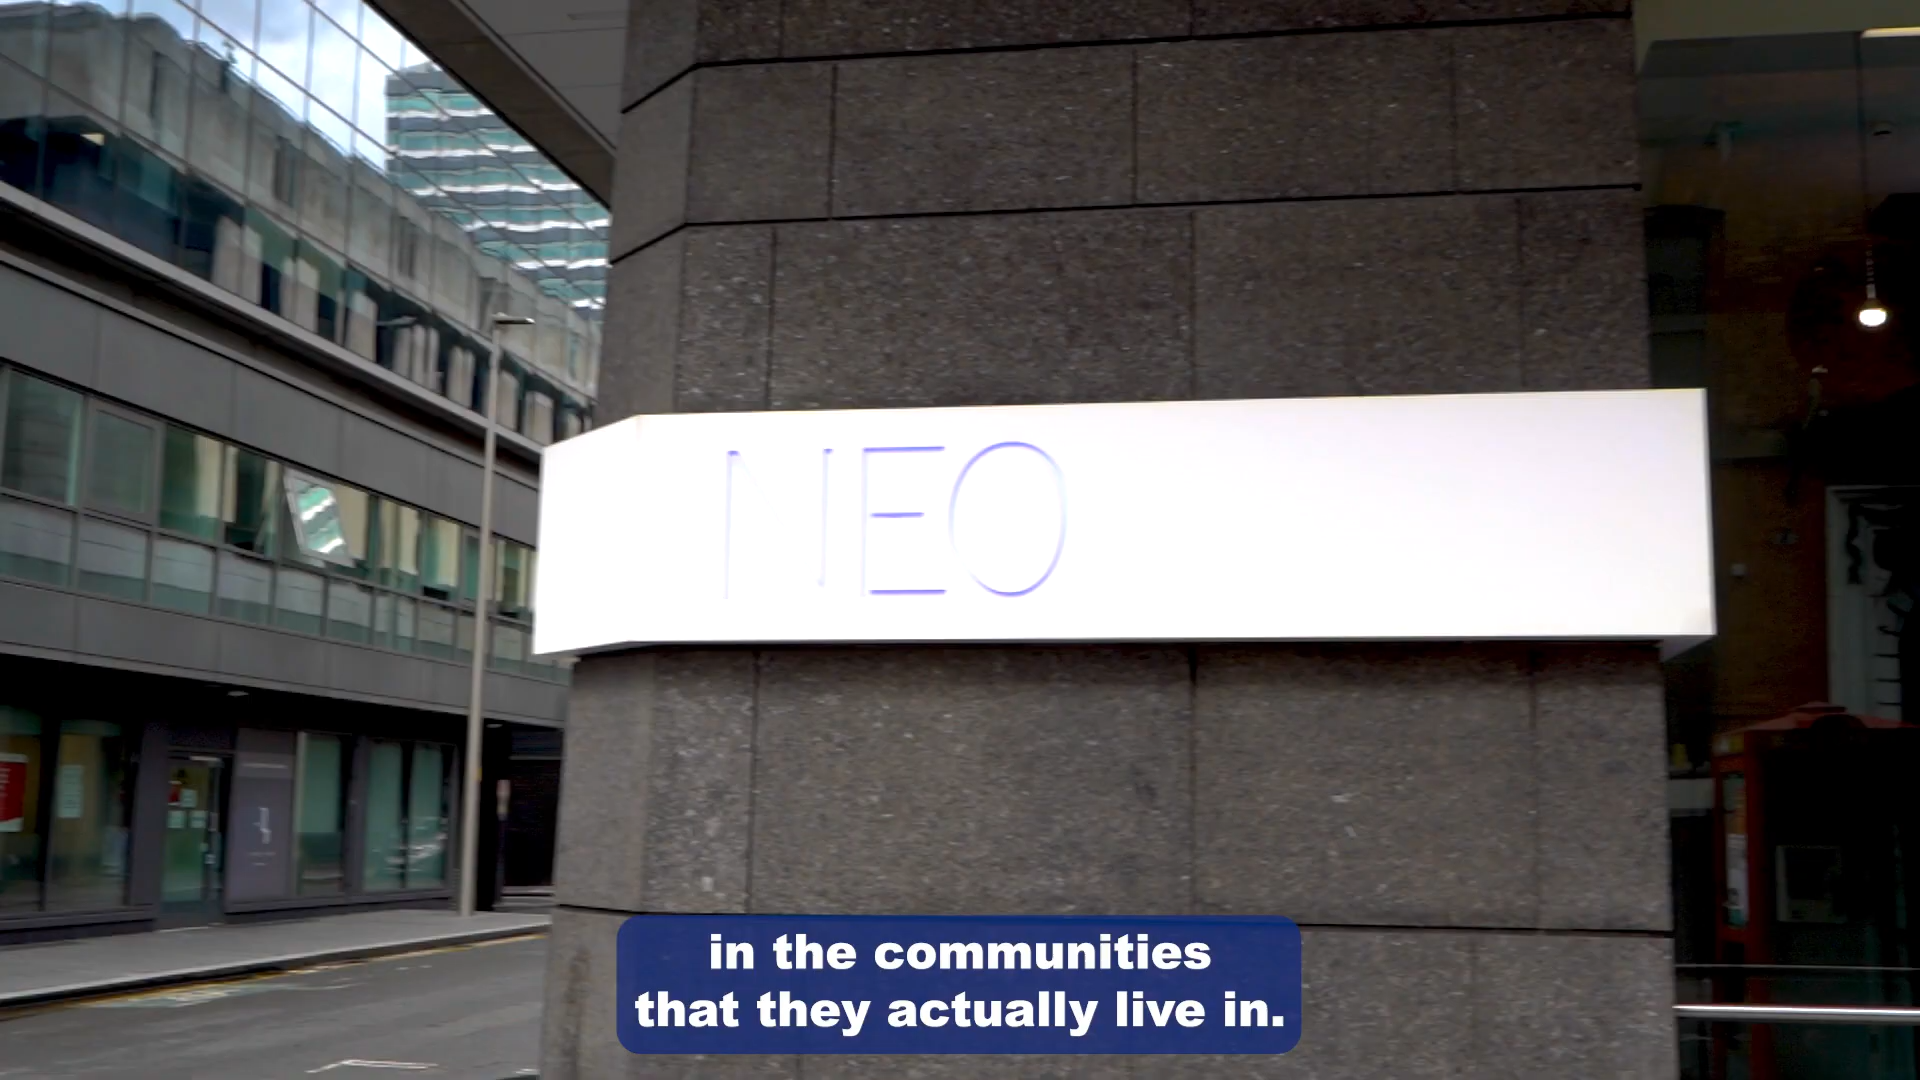 NEO
in the communities
that they actually live in.